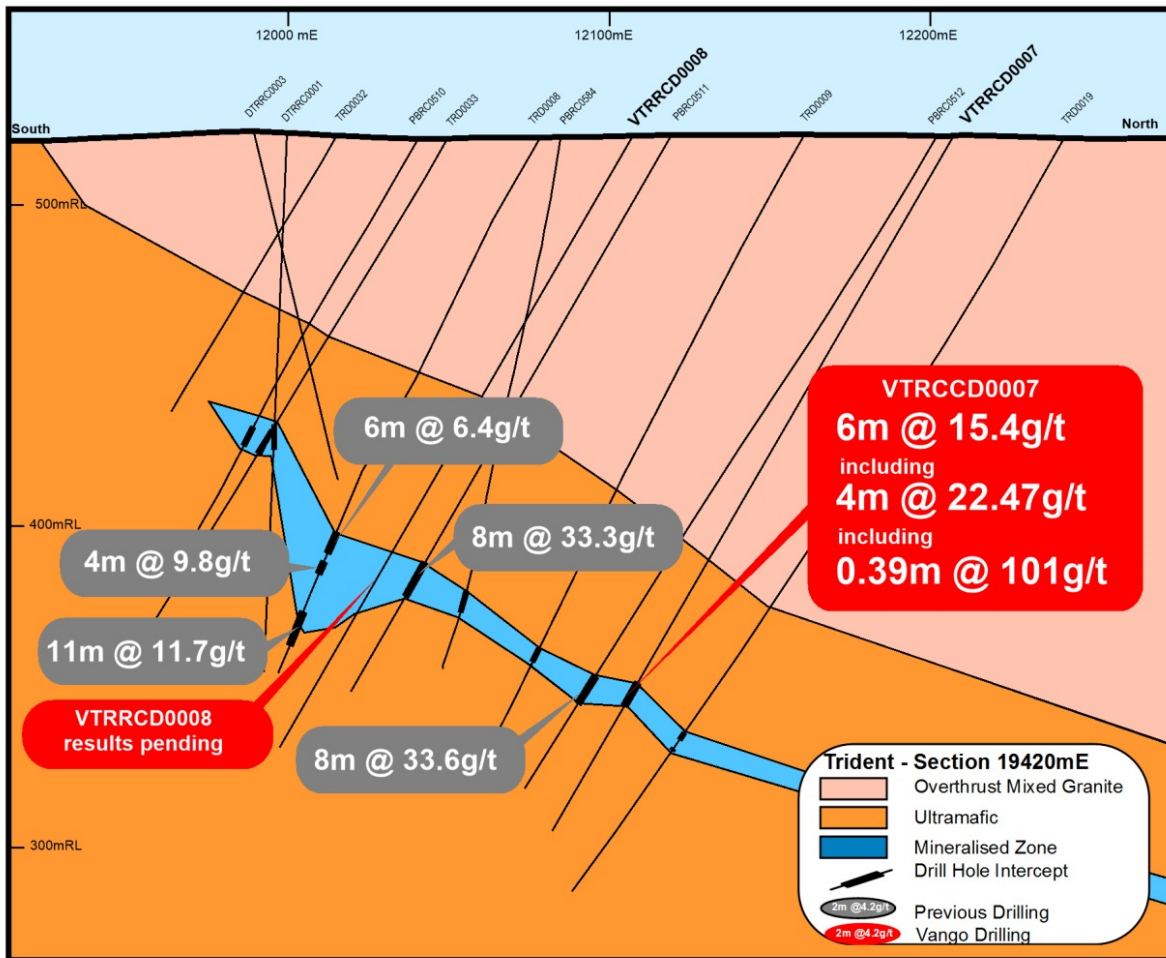 12000 mE
12100mE
12200 mE
DTRRC0003
DTRRC0001
TRD0032
PBRC0510
TRD0033
TRD0008
PBRC0584
VTRRCD0008
PBRC0511
TRD0009
PBRC0512
VTRRCD0007
TRD0019
South
North
500mRL
400mRL
300mRL
6m @ 6.4g/t
4m @ 9.8g/t
8m @ 33.3g/t
11m @ 11.7g/t
VTRRCD0008
results pending
8m @ 33.6g/t
VTRCCD0007
6m @ 15.4g/t
including
4m @ 22.47g/t
including
0.39m @ 101g/t
Trident - Section 19420mE
Overthrust Mixed Granite
Ultramafic
Mineralised Zone
Drill Hole Intercept
2m @4.2g/t
Previous Drilling
2m @4.2g/t
Vango Drilling